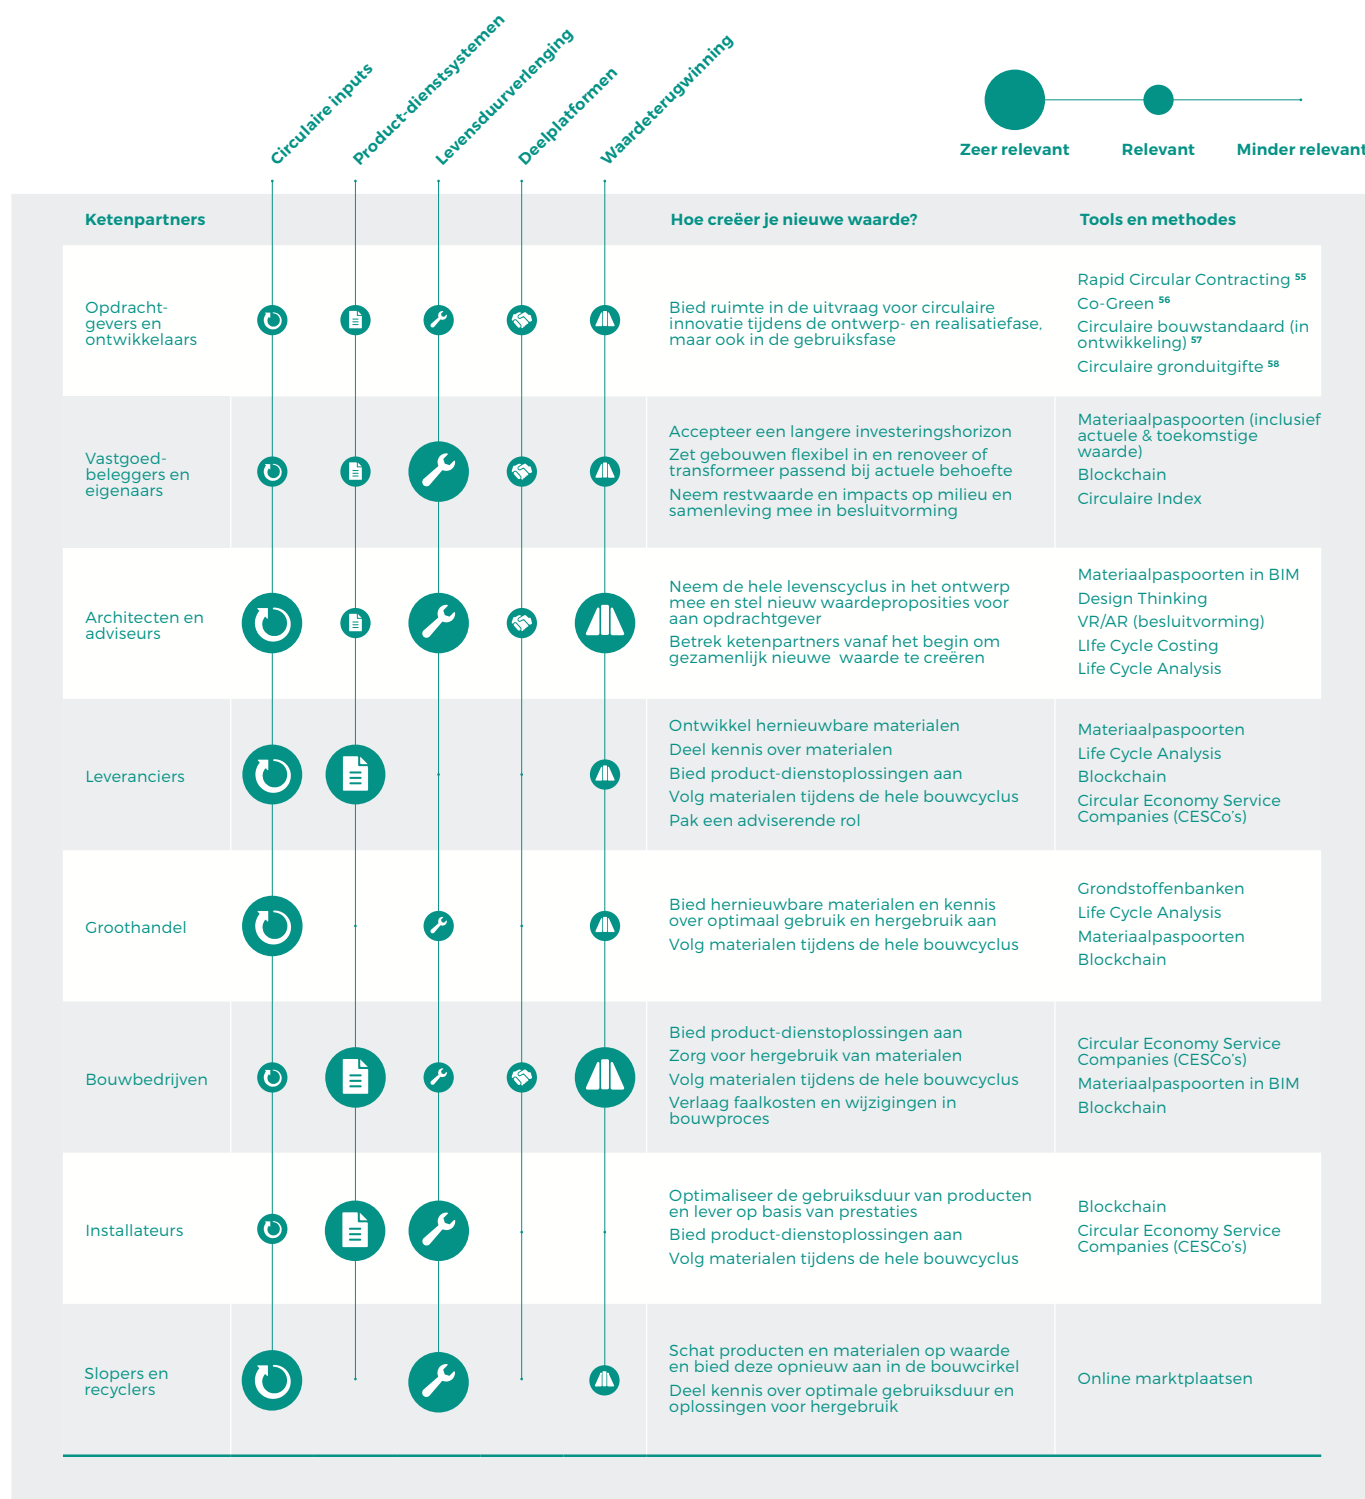 Circulaire inputs
Product-dienstsystemen
Levensduurverlenging
Deelplatformen
Waardeterugwinning
Zeer relevant
Relevant
Minder relevant
Ketenpartners
Hoe creëer je nieuwe waarde?
Tools en methodes
Opdracht-
gevers en
ontwikkelaars
Bied ruimte in de uitvraag voor circulaire
innovatie tijdens de ontwerp- en realisatiefase,
maar ook in de gebruiksfase
Rapid Circular Contracting 55
Co-Green 56
Circulaire bouwstandaard (in
ontwikkeling) 57
Circulaire gronduitgifte 58
Vastgoed-
beleggers en
eigenaars
Accepteer een langere investeringshorizon
Zet gebouwen flexibel in en renoveer of
transformeer passend bij actuele behoefte
Neem restwaarde en impacts op milieu en
samenleving mee in besluitvorming
Materiaalpaspoorten (inclusief
actuele & toekomstige
waarde)
Blockchain
Circulaire Index
Architecten en
adviseurs
Neem de hele levenscyclus in het ontwerp
mee en stel nieuw waardeproposities voor
aan opdrachtgever
Betrek ketenpartners vanaf het begin om
gezamenlijk nieuwe  waarde te creëren
Materiaalpaspoorten in BIM
Design Thinking
VR/AR (besluitvorming)
LIfe Cycle Costing
Life Cycle Analysis
Leveranciers
Ontwikkel hernieuwbare materialen
Deel kennis over materialen
Bied product-dienstoplossingen aan
Volg materialen tijdens de hele bouwcyclus
Pak een adviserende rol
Materiaalpaspoorten
Life Cycle Analysis
Blockchain
Circular Economy Service
Companies (CESCo's)
Groothandel
Bied hernieuwbare materialen en kennis
over optimaal gebruik en hergebruik aan
Volg materialen tijdens de hele bouwcyclus
Grondstoffenbanken
Life Cycle Analysis
Materiaalpaspoorten
Blockchain
Bouwbedrijven
Bied product-dienstoplossingen aan
Zorg voor hergebruik van materialen
Volg materialen tijdens de hele bouwcyclus
Verlaag faalkosten en wijzigingen in
bouwproces
Circular Economy Service
Companies (CESCo's)
Materiaalpaspoorten in BIM
Blockchain
Installateurs
Optimaliseer de gebruiksduur van producten
en lever op basis van prestaties
Bied product-dienstoplossingen aan
Volg materialen tijdens de hele bouwcyclus
Blockchain
Circular Economy Service
Companies (CESCo's)
Slopers en
recyclers
Schat producten en materialen op waarde
en bied deze opnieuw aan in de bouwcirkel
Deel kennis over optimale gebruiksduur en
oplossingen voor hergebruik
Online marktplaatsen